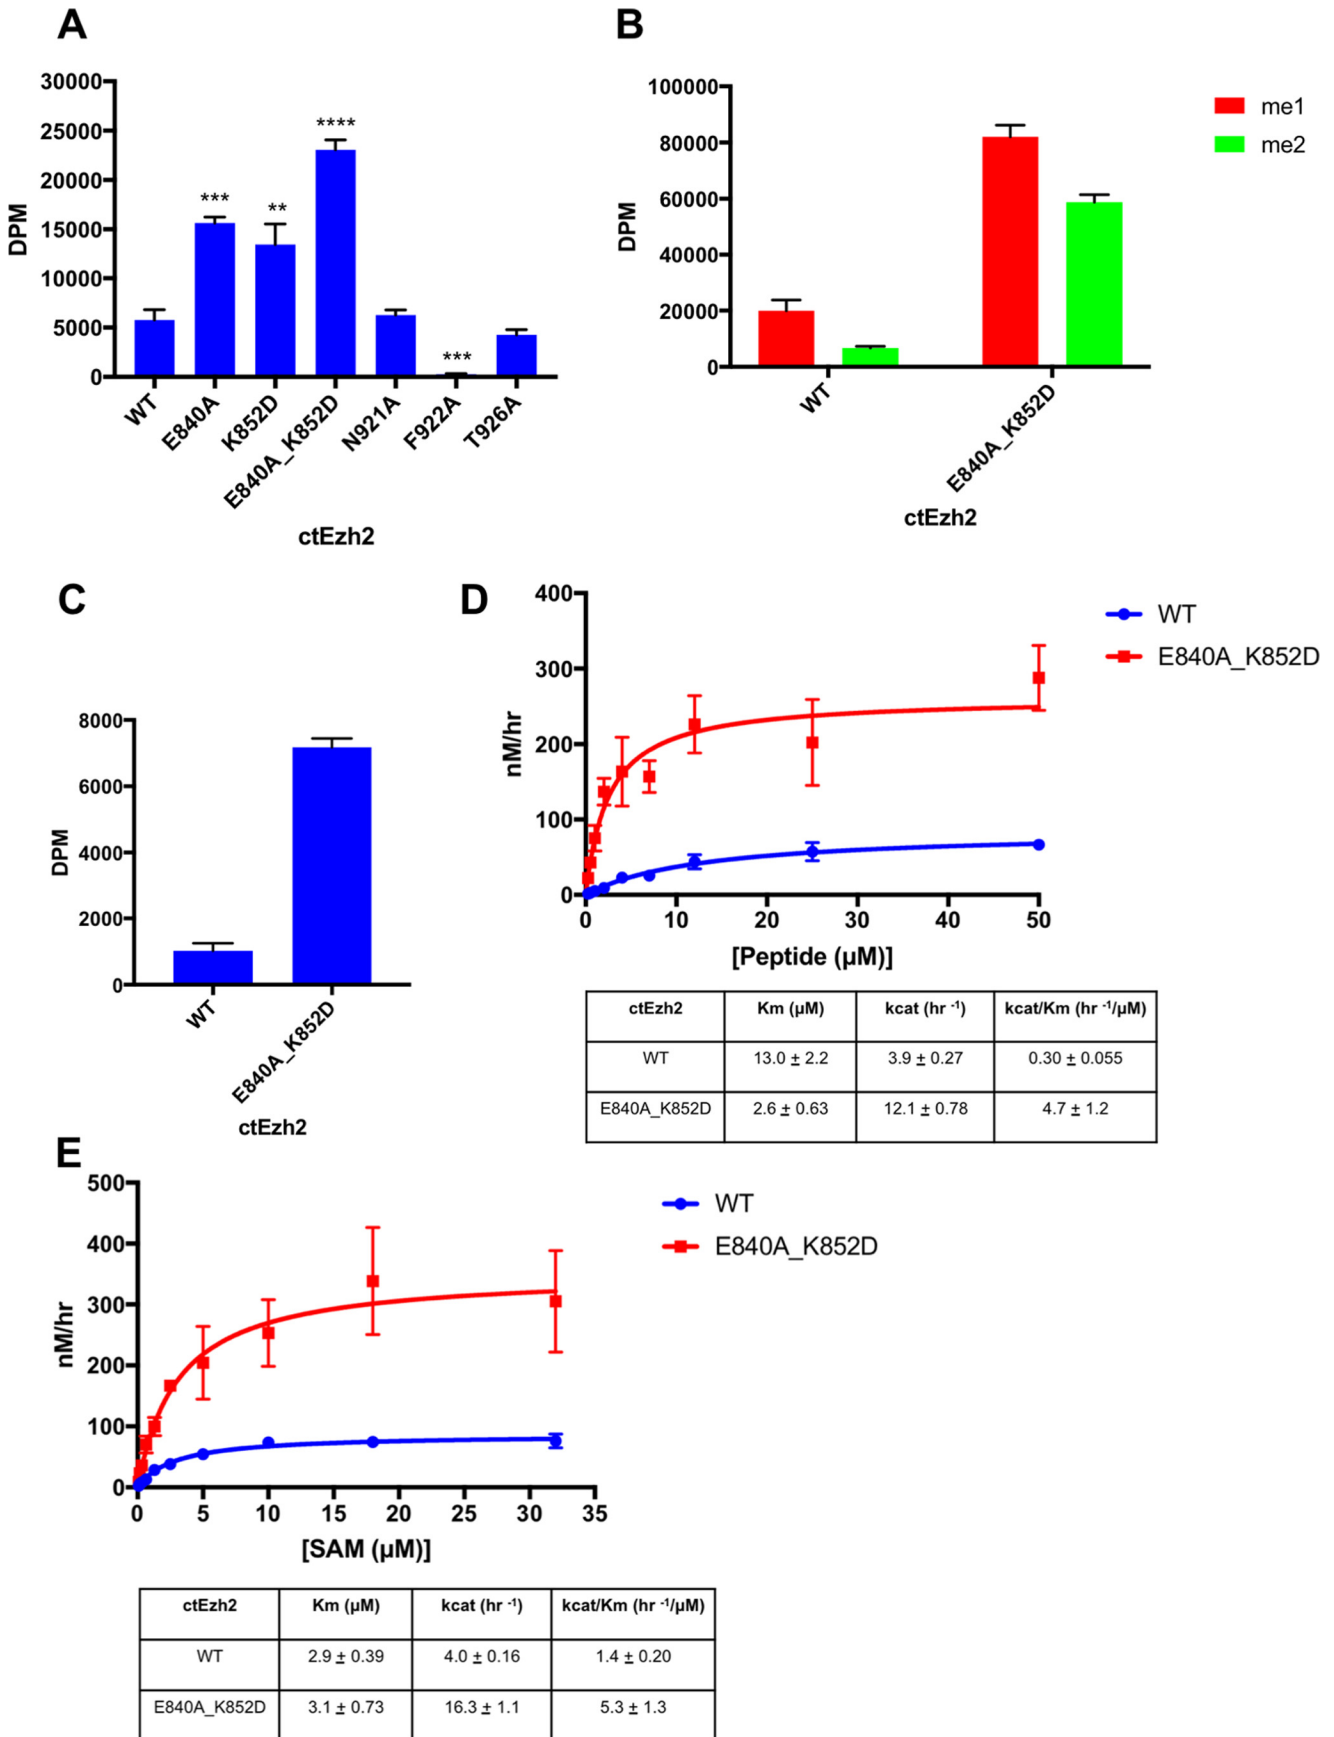 A
30000
25000
20000
15000
10000
5000
0
DPM
***
**
****
***
WT
E840A
K852D
E840A_K852D
N921A
F922A
T926A
ctEzh2
B
100000
80000
60000
40000
20000
0
DPM
me1
me2
WT
E840A_K852D
ctEzh2
C
8000
6000
4000
2000
0
DPM
WT
E840A_K852D
ctEzh2
D
400
300
200
100
0
nM/hr
0 10 20 30 40 50
[Peptide (µM)]
WT
E840A_K852D
ctEzh2 Km (µM) kcat (hr -1) kcat/Km (hr -1/µM)
WT 13.0 ± 2.2 3.9 ± 0.27 0.30 ± 0.055
E840A_K852D 2.6 ± 0.63 12.1 ± 0.78 4.7 ± 1.2
E
500
400
300
200
100
0
nM/hr
0 5 10 15 20 25 30 35
[SAM (µM)]
WT
E840A_K852D
ctEzh2 Km (µM) kcat (hr -1) kcat/Km (hr -1/µM)
WT 2.9 ± 0.39 4.0 ± 0.16 1.4 ± 0.20
E840A_K852D 3.1 ± 0.73 16.3 ± 1.1 5.3 ± 1.3